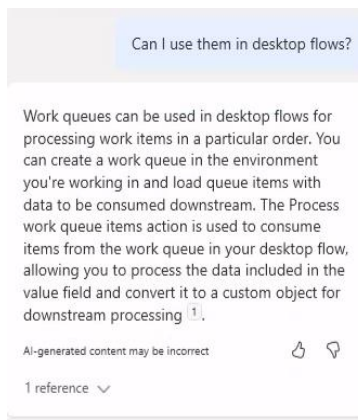 Can I use them in desktop flows?
Work queues can be used in desktop flows for
processing work items in a particular order. You
can create a work queue in the environment
you're working in and load queue items with
data to be consumed downstream. The Process
work queue items action is used to consume
items from the work queue in your desktop flow,
allowing you to process the data included in the
value field and convert it to a custom object for
downstream processing 1.
AI-generated content may be incorrect
1 reference